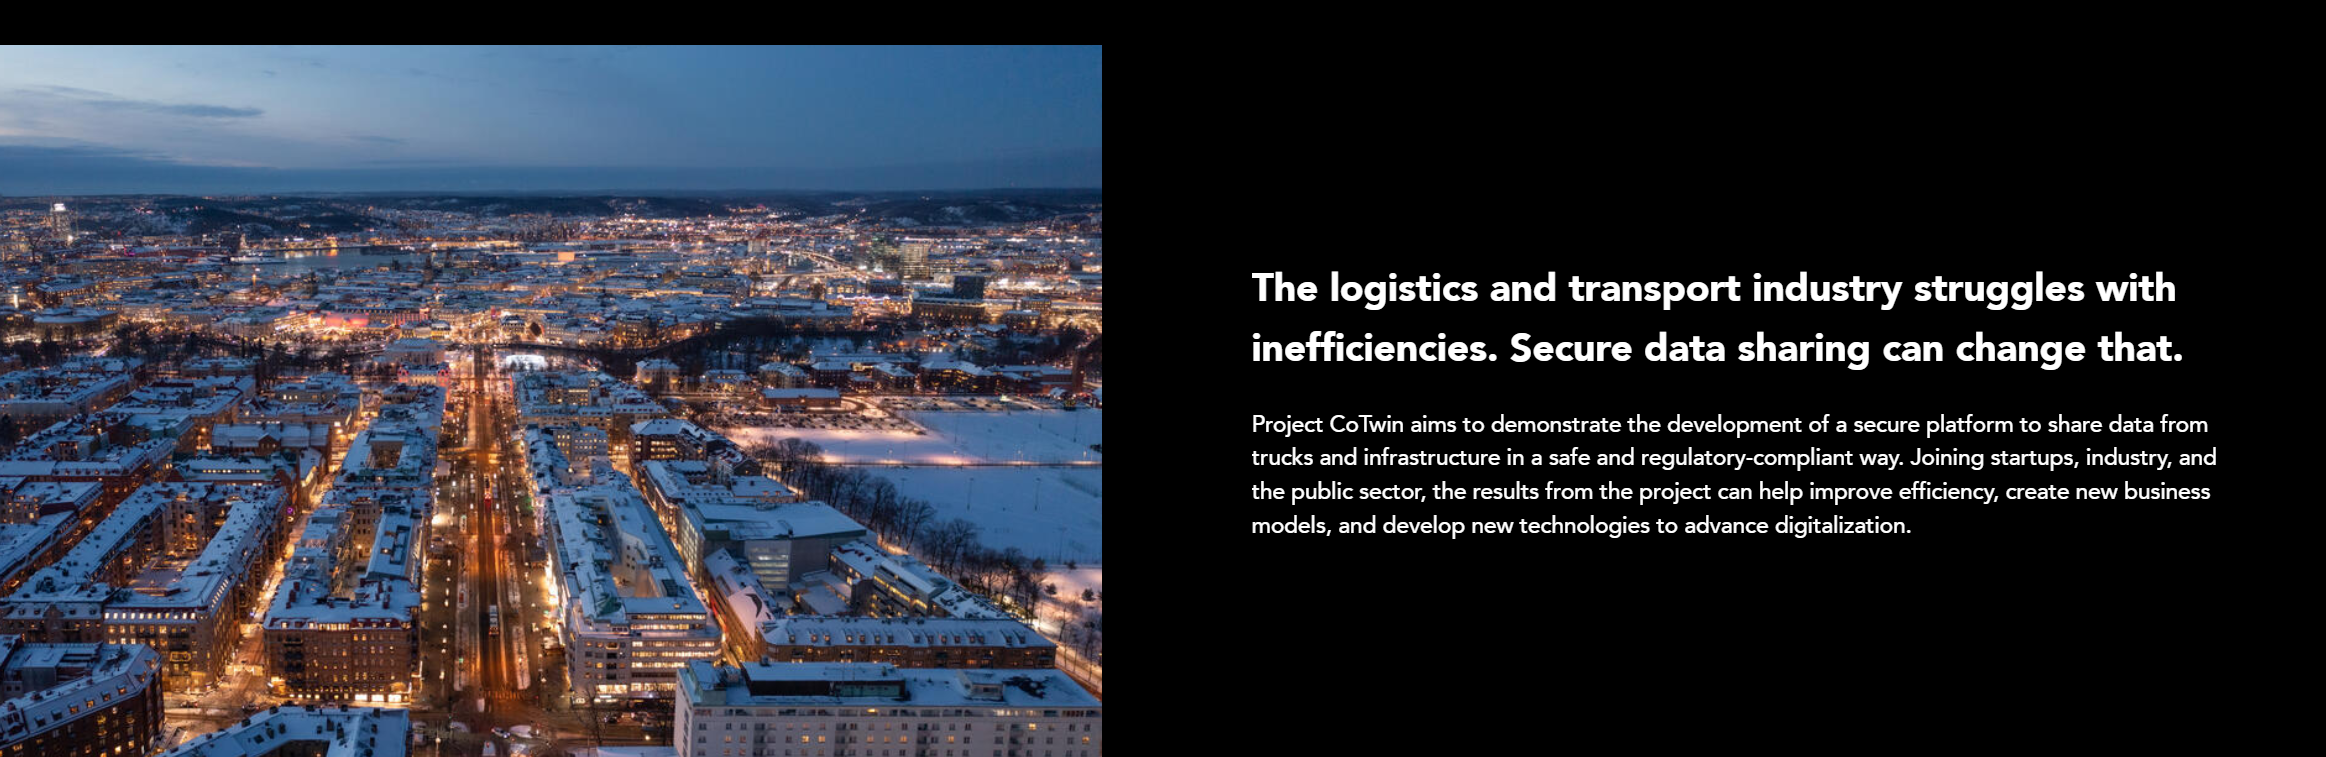 The logistics and transport industry struggles with
inefficiencies. Secure data sharing can change that.
Project CoTwin aims to demonstrate the development of a secure platform to share data from
trucks and infrastructure in a safe and regulatory-compliant way. Joining startups, industry, and
the public sector, the results from the project can help improve efficiency, create new business
models, and develop new technologies to advance digitalization.